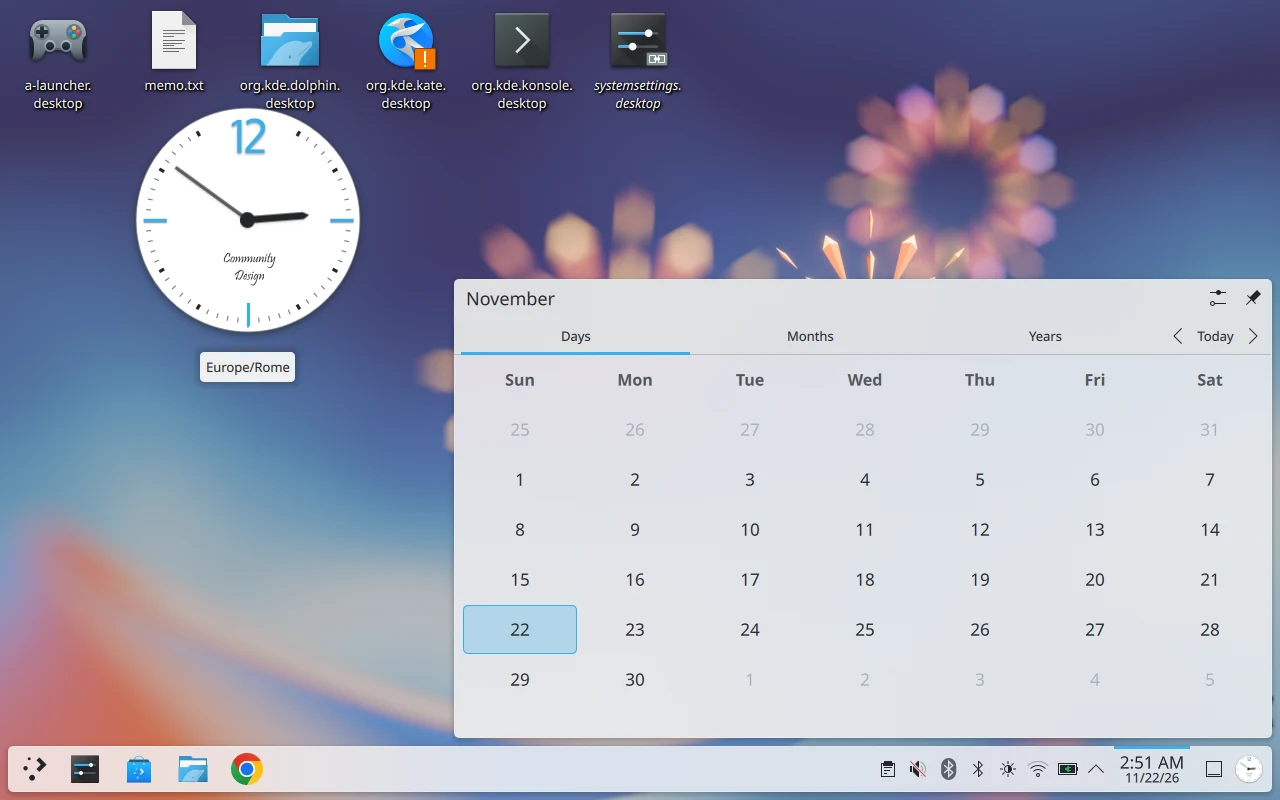 a-launcher.
desktop
memo.txt
org.kde.dolphin.
desktop
org.kde.kate.
desktop
org.kde.konsole.
desktop
systemsettings.
desktop
12
Community
Design
Europe/Rome
November
Days Months Years Today
Sun Mon Tue Wed Thu Fri Sat
25 26 27 28 29 30 31
1 2 3 4 5 6 7
8 9 10 11 12 13 14
15 16 17 18 19 20 21
22 23 24 25 26 27 28
29 30 1 2 3 4 5
2:51 AM
11/22/26